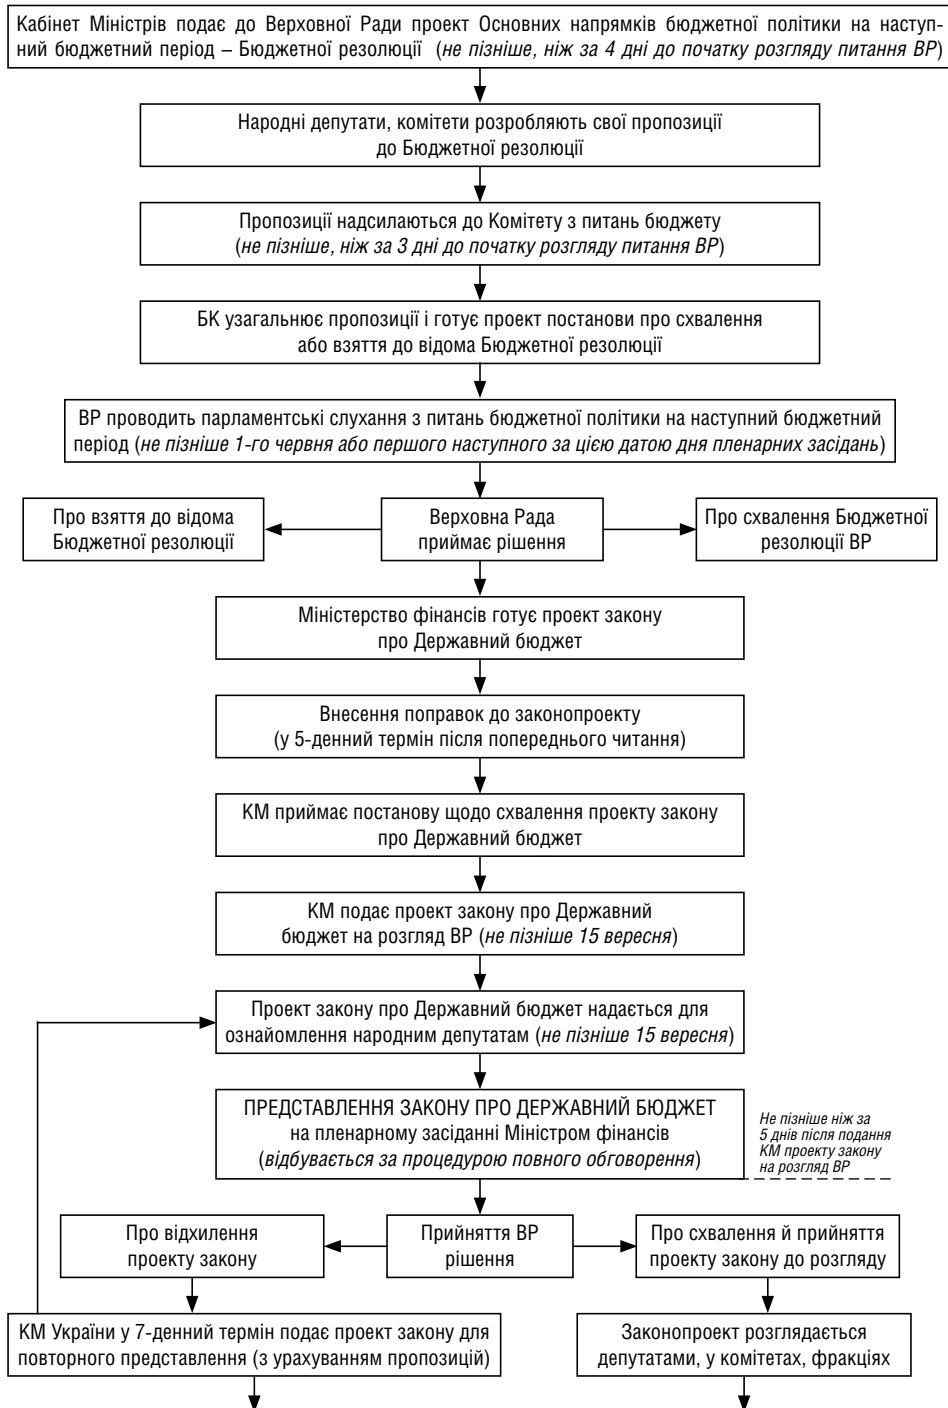 Кабінет Міністрів подає до Верховної Ради проект Основних напрямків бюджетної політики на наступ-
ний бюджетний період – Бюджетної резолюції (не пізніше, ніж за 4 дні до початку розгляду питання ВР)
Народні депутати, комітети розробляють свої пропозиції
до Бюджетної резолюції
Пропозиції надсилаються до Комітету з питань бюджету
(не пізніше, ніж за 3 дні до початку розгляду питання ВР)
БК узагальнює пропозиції і готує проект постанови про схвалення
або взяття до відома Бюджетної резолюції
ВР проводить парламентські слухання з питань бюджетної політики на наступний бюджетний
період (не пізніше 1-го червня або першого наступного за цією датою дня пленарних засідань)
Про взяття до відома
Бюджетної резолюції
Верховна Рада
приймає рішення
Про схвалення Бюджетної
резолюції ВР
Міністерство фінансів готує проект закону
про Державний бюджет
Внесення поправок до законопроекту
(у 5-денний термін після попереднього читання)
КМ приймає постанову щодо схвалення проекту закону
про Державний бюджет
КМ подає проект закону про Державний
бюджет на розгляд ВР (не пізніше 15 вересня)
Проект закону про Державний бюджет надається для
ознайомлення народним депутатам (не пізніше 15 вересня)
ПРЕДСТАВЛЕННЯ ЗАКОНУ ПРО ДЕРЖАВНИЙ БЮДЖЕТ
на пленарному засіданні Міністром фінансів
(відбувається за процедурою повного обговорення)
Не пізніше ніж за
5 днів після подання
КМ проекту закону
на розгляд ВР
Про відхилення
проекту закону
Прийняття ВР
рішення
Про схвалення й прийняття
проекту закону до розгляду
КМ України у 7-денний термін подає проект закону для
повторного представлення (з урахуванням пропозицій)
Законопроект розглядається
депутатами, у комітетах, фракціях